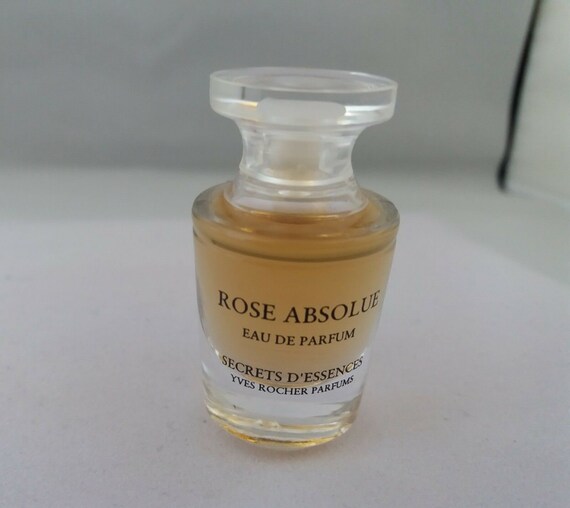 ROSE ABSOLUE
EAU DE PARFUM
SECRETS D'ESSENCES
YVES ROCHER PARFUMS